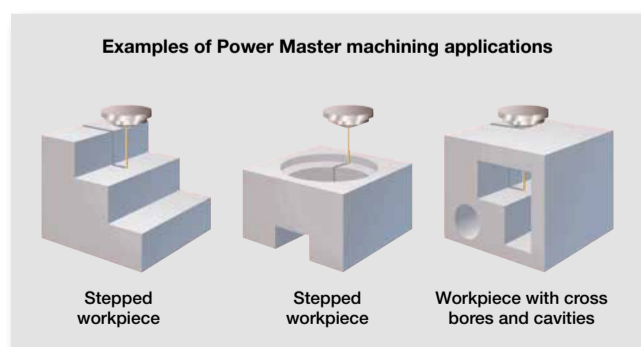 Examples of Power Master machining applications
Stepped
workpiece
Stepped
workpiece
Workpiece with cross
bores and cavities